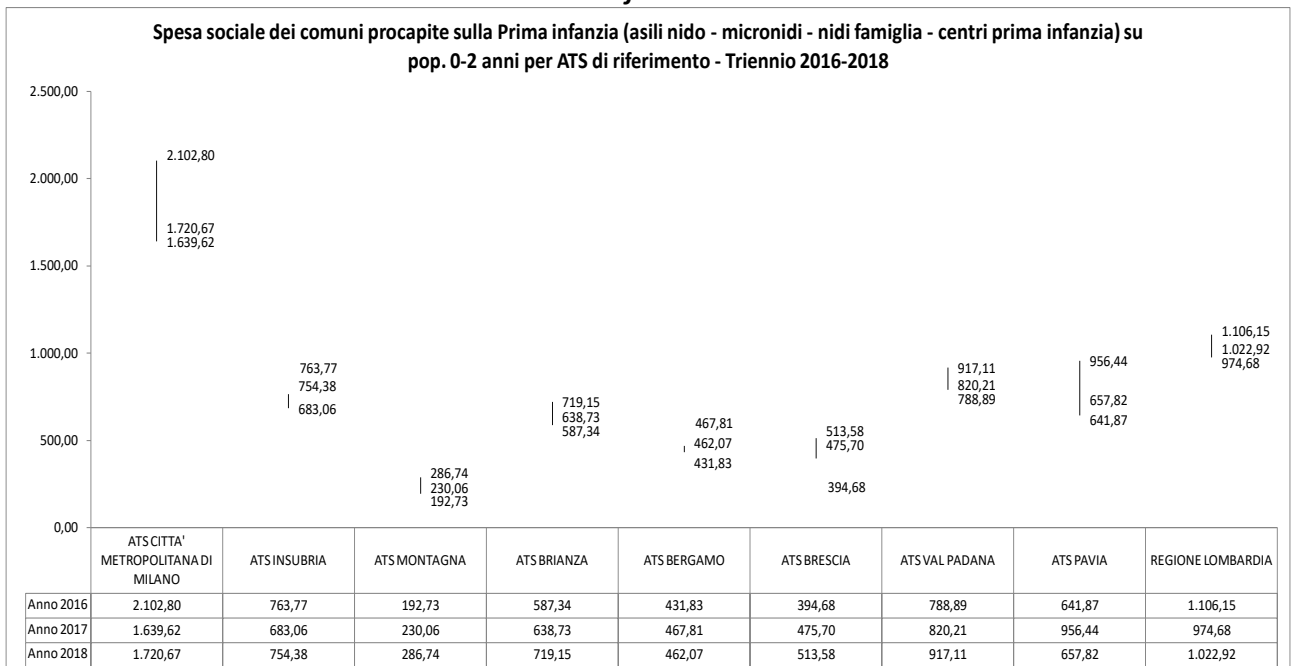 Spesa sociale dei comuni procapite sulla Prima infanzia (asili nido - micronidi - nidi famiglia - centri prima infanzia) su
pop. 0-2 anni per ATS di riferimento - Triennio 2016-2018
2.500,00
2.000,00
1.500,00
1.000,00
500,00
0,00
2.102,80
1.720,67
1.639,62
763,77
754,38
683,06
286,74
230,06
192,73
719,15
638,73
587,34
467,81
462,07
431,83
513,58
475,70
394,68
917,11
820,21
788,89
956,44
657,82
641,87
1.106,15
1.022,92
974,68
ATS CITTA'
METROPOLITANA DI
MILANO
ATS INSUBRIA
ATS MONTAGNA
ATS BRIANZA
ATS BERGAMO
ATS BRESCIA
ATS VAL PADANA
ATS PAVIA
REGIONE LOMBARDIA
Anno 2016 2.102,80 763,77 192,73 587,34 431,83 394,68 788,89 641,87 1.106,15
Anno 2017 1.639,62 683,06 230,06 638,73 467,81 475,70 820,21 956,44 974,68
Anno 2018 1.720,67 754,38 286,74 719,15 462,07 513,58 917,11 657,82 1.022,92